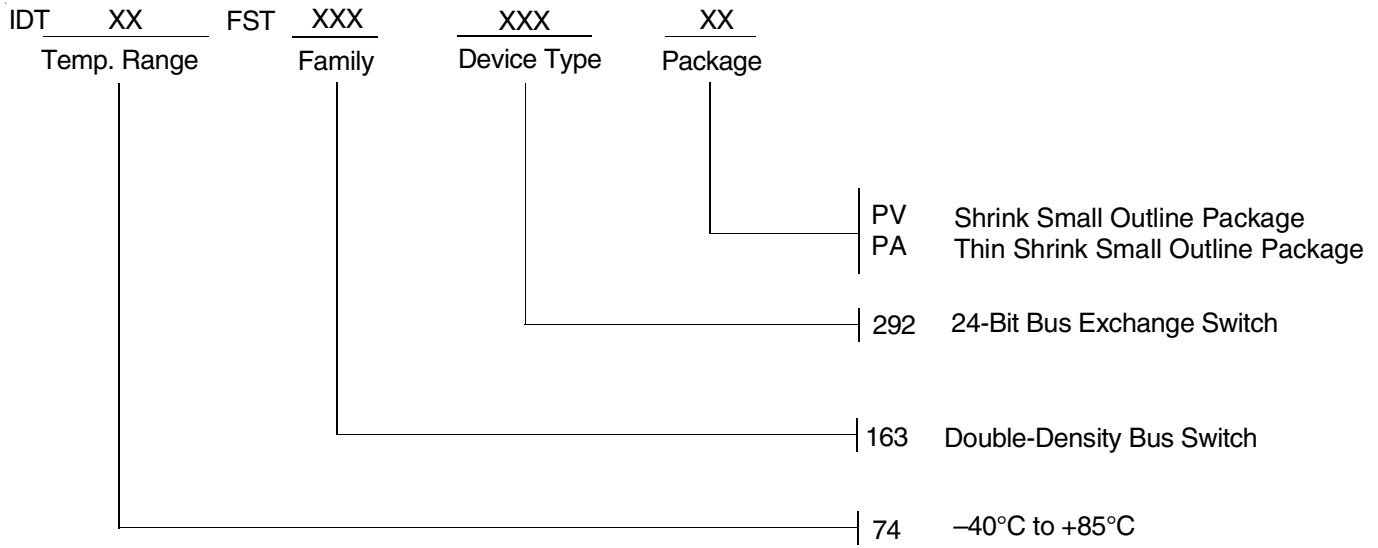 IDT XX FST XXX XXX XX
Temp. Range Family Device Type Package
PV Shrink Small Outline Package
PA Thin Shrink Small Outline Package
292 24-Bit Bus Exchange Switch
163 Double-Density Bus Switch
74 –40°C to +85°C